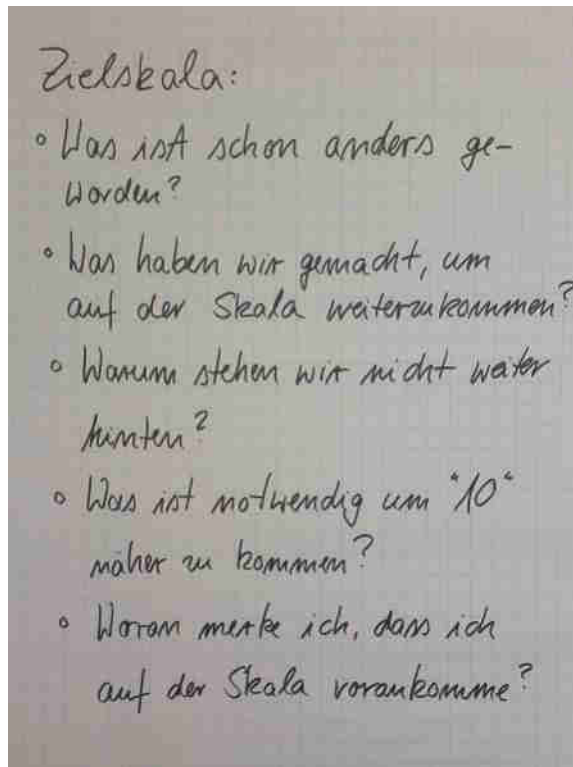 Zielskala:
◦ Was ist schon anders ge-
worden?
◦ Was haben wir gemacht, um
auf der Skala weiterzukommen?
◦ Warum stehen wir nicht weiter
hinten?
◦ Was ist notwendig um "10"
näher zu kommen?
◦ Woran merke ich, dass ich
auf der Skala vorankomme?